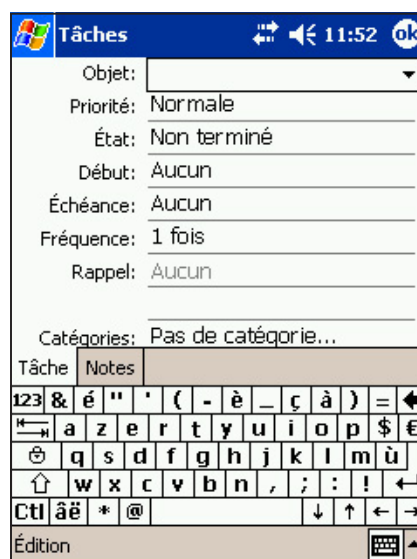 Tâches 11:52 ok
Objet:
Priorité: Normale
État: Non terminé
Début: Aucun
Échéance: Aucun
Fréquence: 1 fois
Rappel: Aucun
Catégories: Pas de catégorie...
Tâche Notes
123 & é " ' ( - è _ ç à ) =
a z e r t y u i o p $ €
q s d f g h j k l m ù
w x c v b n , ; : !
Ctl âë * @ ↓ ↑ ← →
Édition